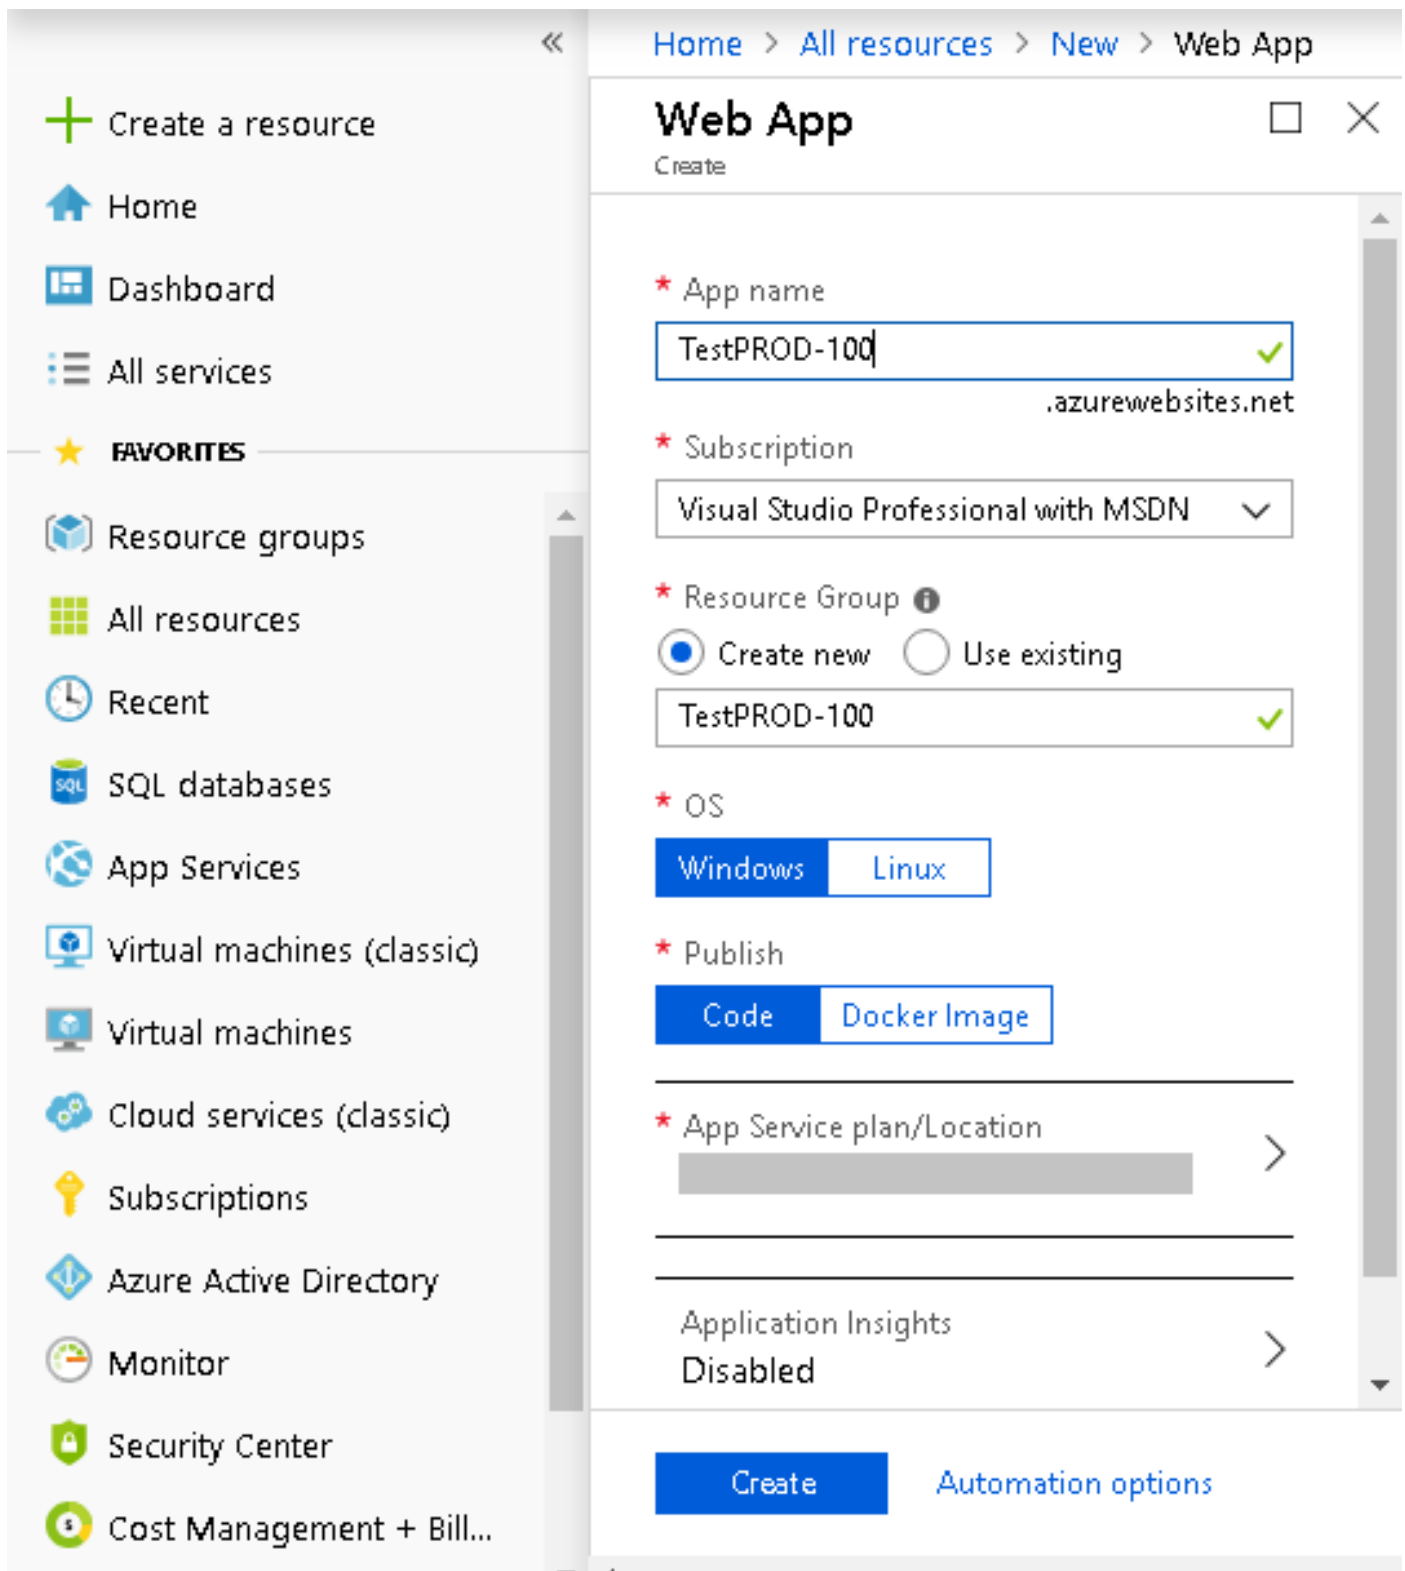 «
Create a resource
Home
Dashboard
All services
FAVORITES
Resource groups
All resources
Recent
SQL
SQL databases
App Services
Virtual machines (classic)
Virtual machines
Cloud services (classic)
Subscriptions
Azure Active Directory
Monitor
Security Center
Cost Management + Bill...
Home > All resources > New > Web App
Web App
Create
* App name
TestPROD-100
.azurewebsites.net
* Subscription
Visual Studio Professional with MSDN
* Resource Group
Create new Use existing
TestPROD-100
* OS
Windows Linux
* Publish
Code Docker Image
* App Service plan/Location
Application Insights
Disabled
Create Automation options